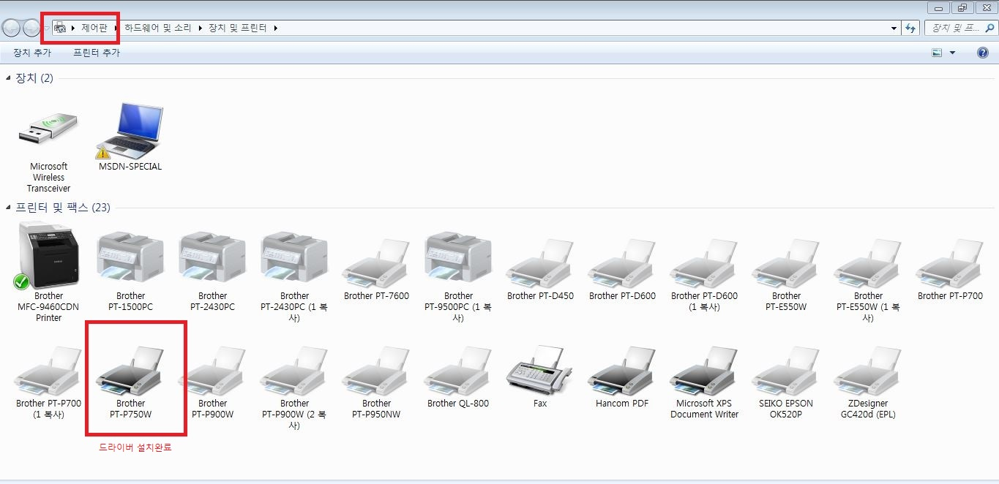 제어판 하드웨어 및 소리 장치 및 프린터
장치 및 프...
장치 추가 프린터 추가
장치 (2)
Microsoft
Wireless
Transceiver
MSDN-SPECIAL
프린터 및 팩스 (23)
Brother
MFC-9460CDN
Printer
Brother
PT-1500PC
Brother
PT-2430PC
Brother
PT-2430PC (1 복
사)
Brother PT-7600
Brother
PT-9500PC (1 복
사)
Brother PT-D450
Brother PT-D600
Brother PT-D600
(1 복사)
Brother
PT-E550W
Brother
PT-E550W (1 복
사)
Brother PT-P700
Brother PT-P700
(1 복사)
Brother
PT-P750W
Brother
PT-P900W
Brother
PT-P900W (2 복
사)
Brother
PT-P950NW
Brother QL-800
Fax
Hancom PDF
Microsoft XPS
Document Writer
SEIKO EPSON
OK520P
ZDesigner
GC420d (EPL)
드라이버 설치완료